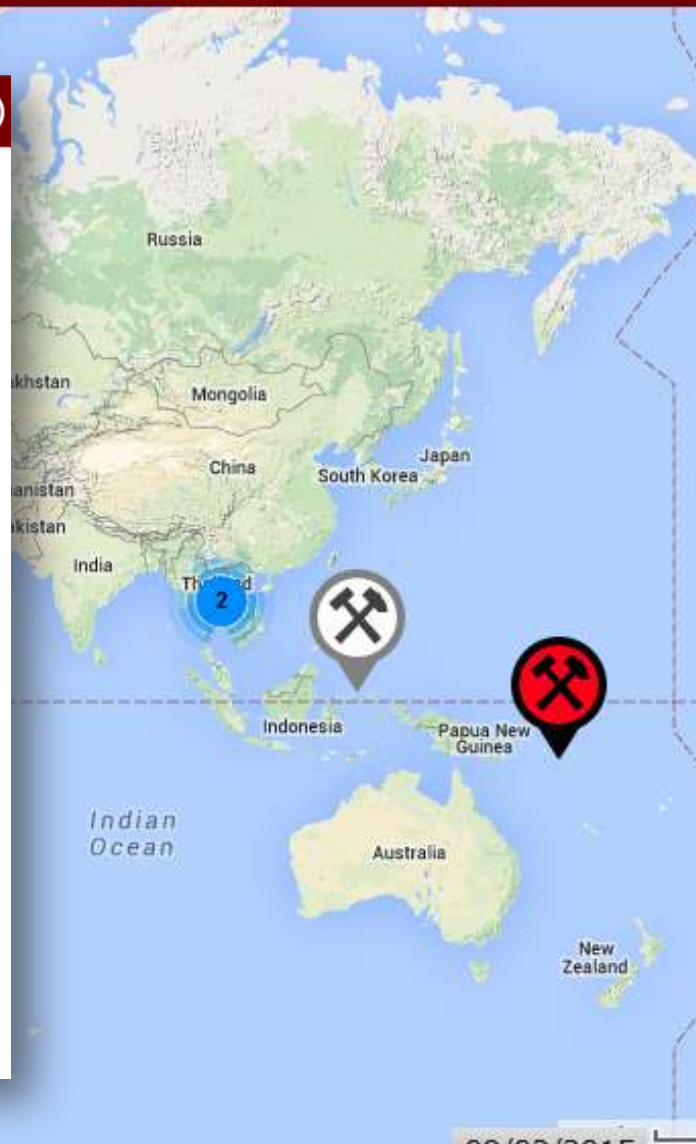 Russia
khstan
Mongolia
Japan
China
South Korea
anistan
kistan
India
2
Indonesia
Papua New
Guinea
Indian
Ocean
Australia
New
Zealand